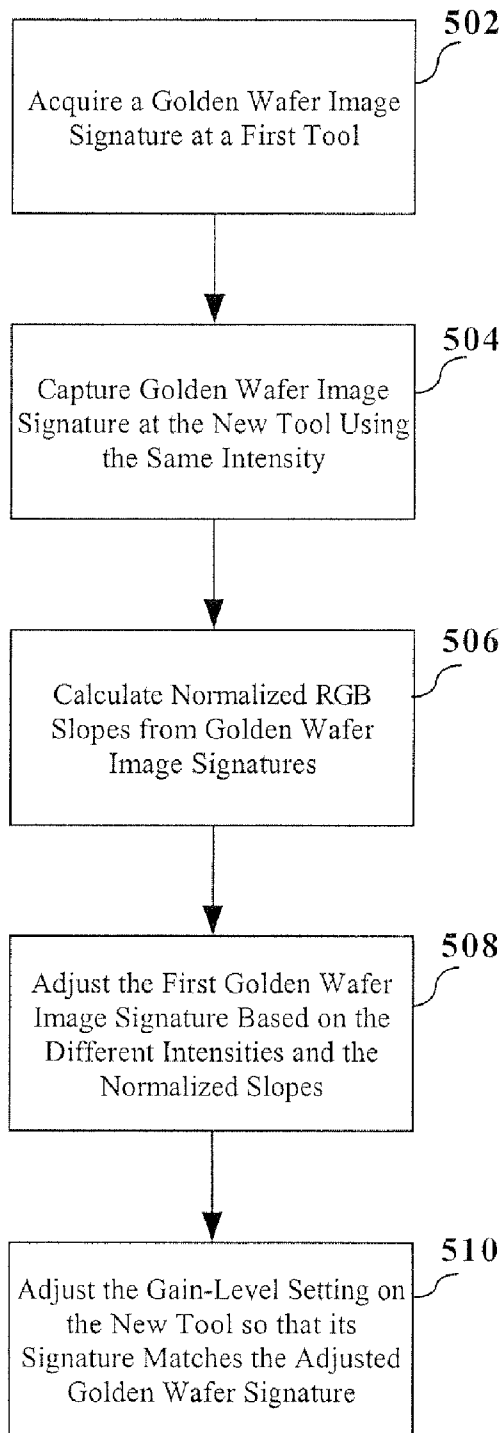 502
Acquire a Golden Wafer Image
Signature at a First Tool
504
Capture Golden Wafer Image
Signature at the New Tool Using
the Same Intensity
506
Calculate Normalized RGB
Slopes from Golden Wafer
Image Signatures
508
Adjust the First Golden Wafer
Image Signature Based on the
Different Intensities and the
Normalized Slopes
510
Adjust the Gain-Level Setting on
the New Tool so that its
Signature Matches the Adjusted
Golden Wafer Signature